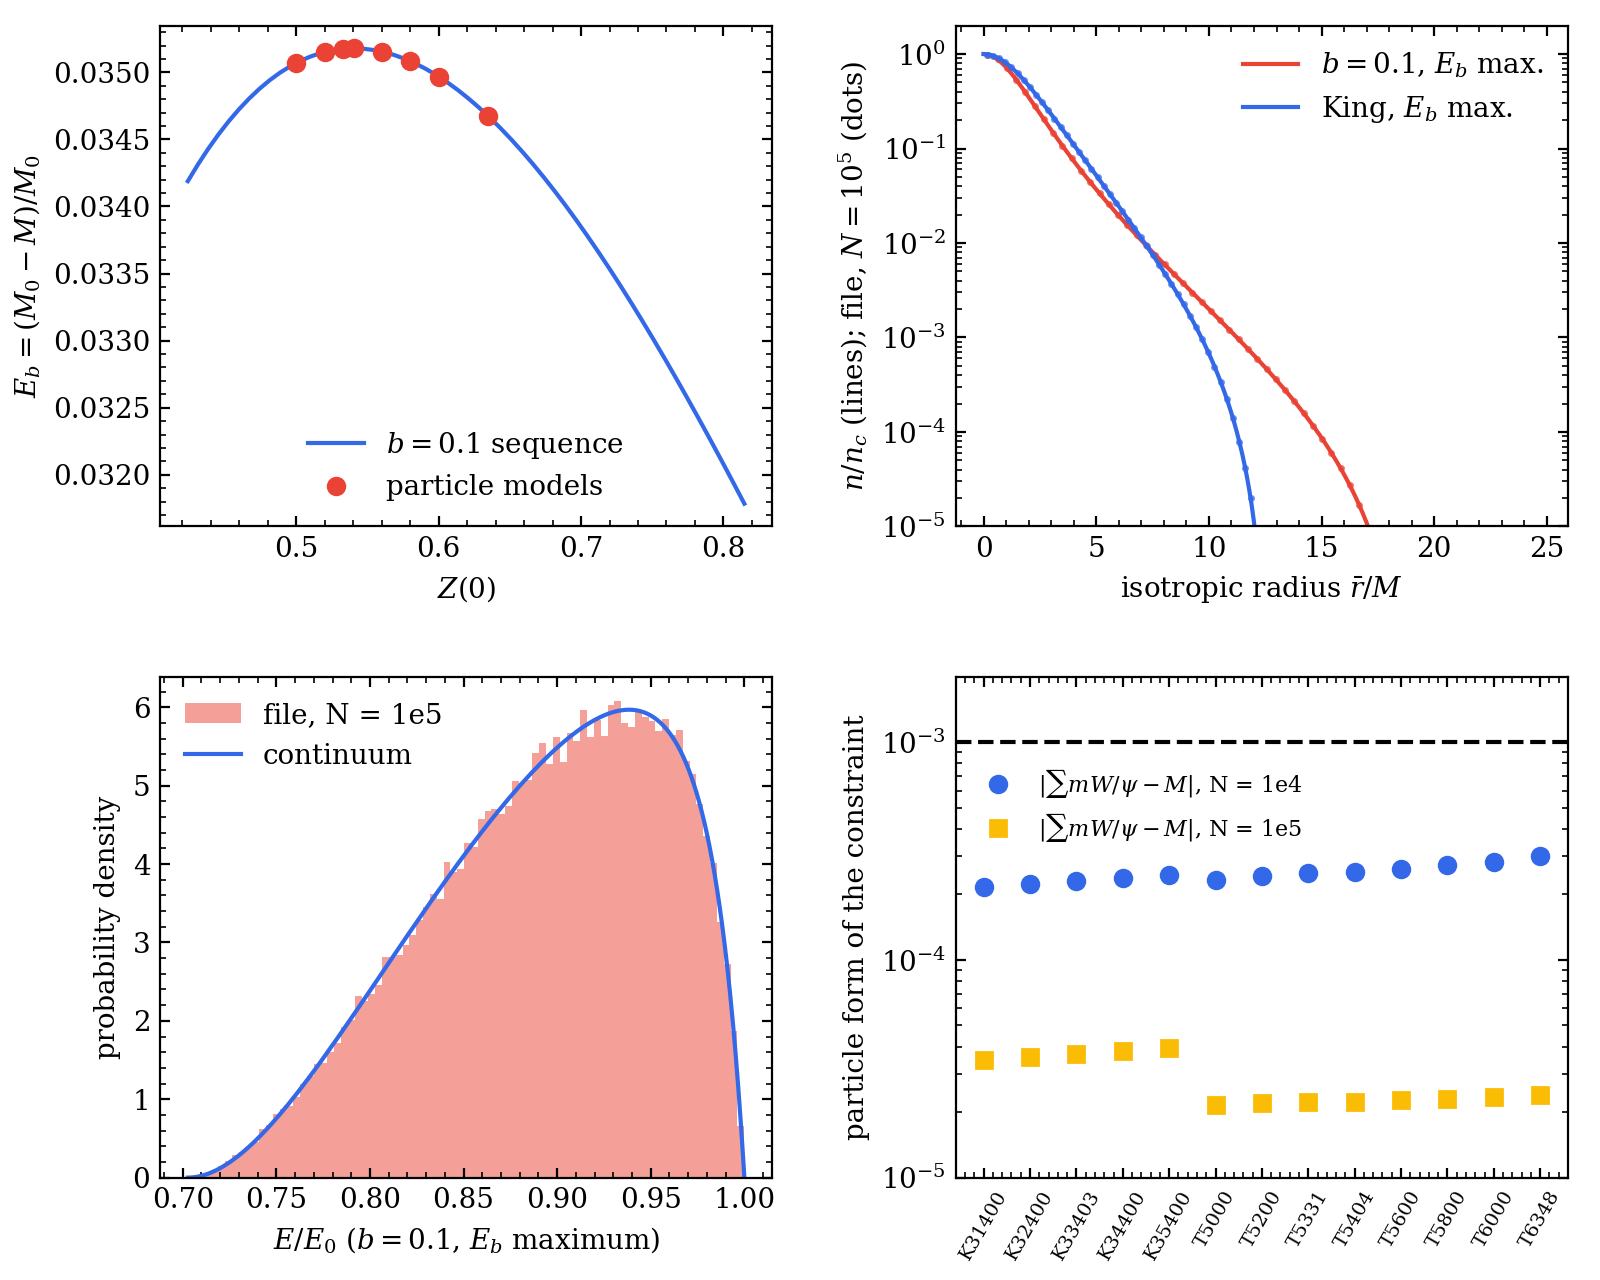 0.0350
0.0345
0.0340
0.0335
0.0330
0.0325
0.0320
E_b = (M_0 − M)/M_0
b = 0.1 sequence
particle models
0.5 0.6 0.7 0.8
Z(0)
10^0
10^−1
10^−2
10^−3
10^−4
10^−5
n/n_c (lines); file, N = 10^5 (dots)
b = 0.1, E_b max.
King, E_b max.
0 5 10 15 20 25
isotropic radius r̄/M
6
5
4
3
2
1
0
probability density
file, N = 1e5
continuum
0.70 0.75 0.80 0.85 0.90 0.95 1.00
E/E_0 (b = 0.1, E_b maximum)
10^−3
10^−4
10^−5
particle form of the constraint
|∑mW/ψ − M|, N = 1e4
|∑mW/ψ − M|, N = 1e5
K31400
K32400
K33403
K34400
K35400
T5000
T5200
T5331
T5404
T5600
T5800
T6000
T6348